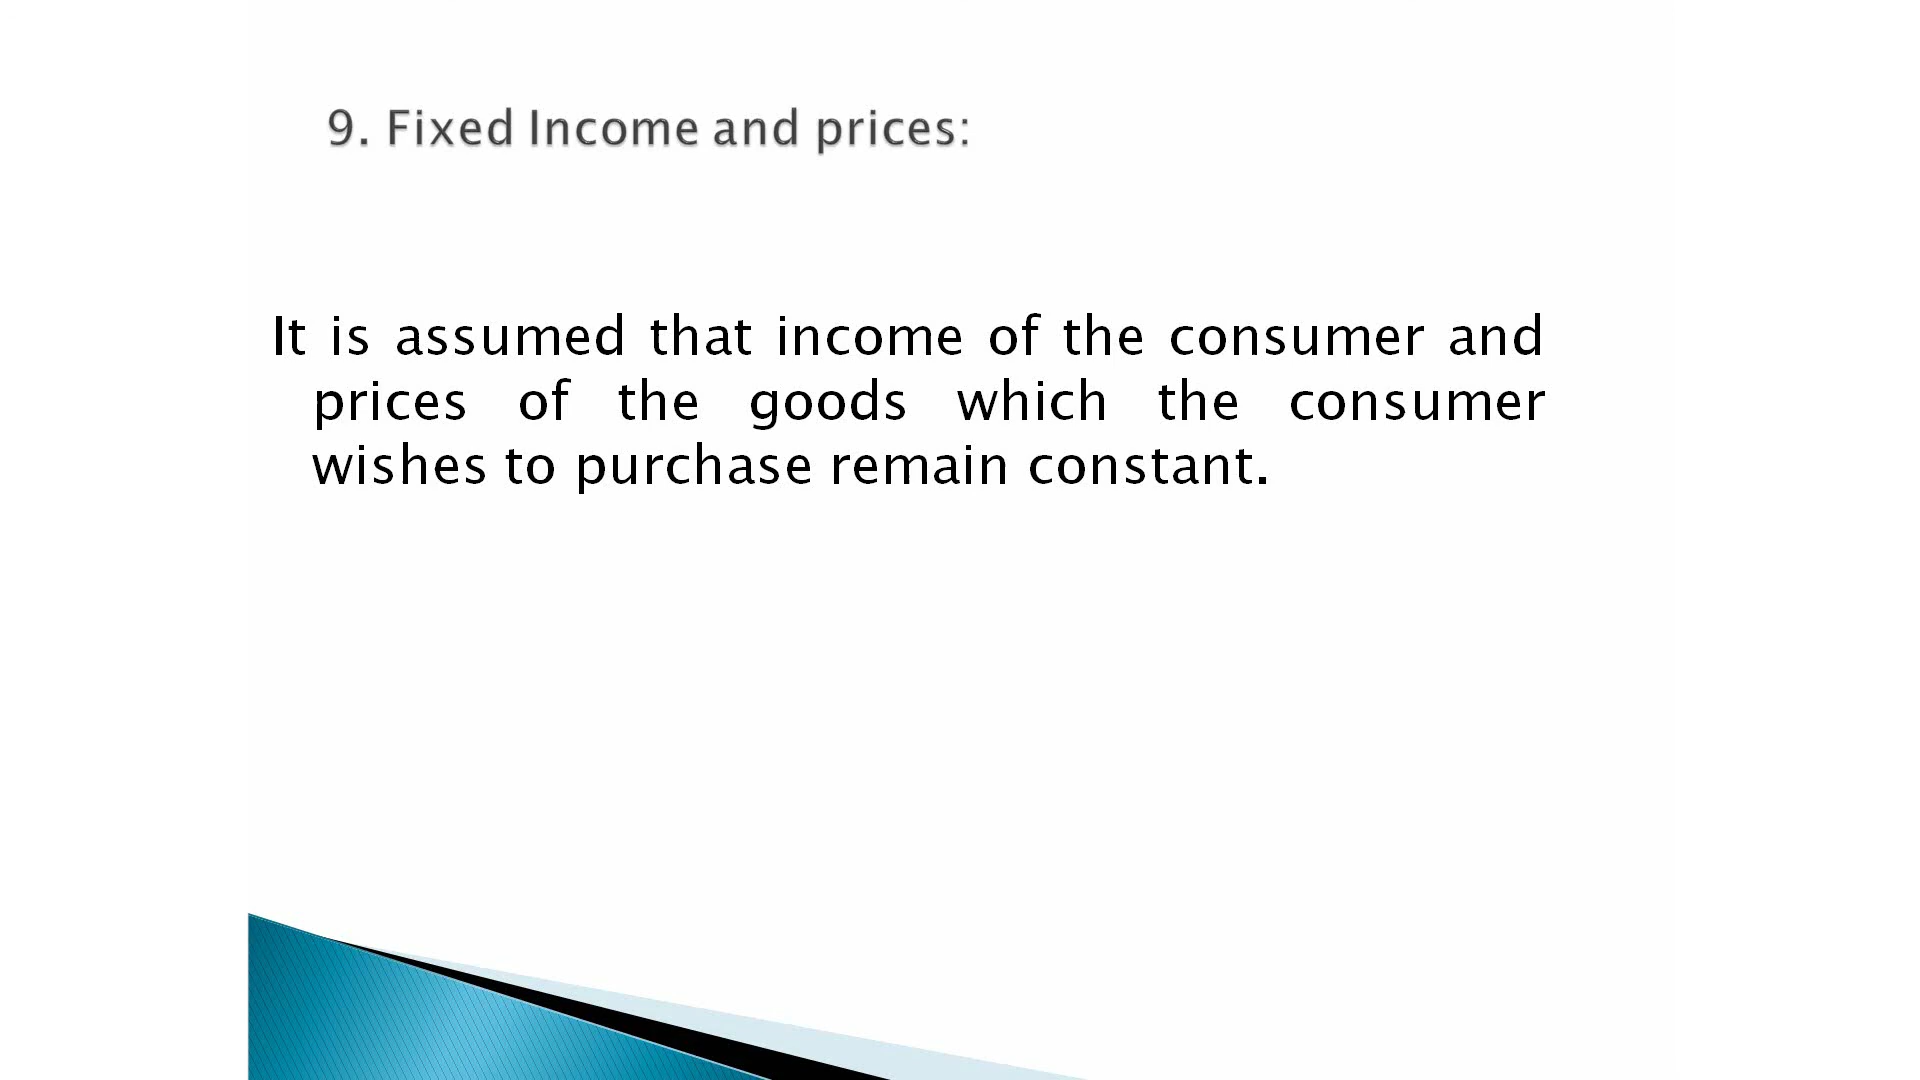 9. Fixed Income and prices:
It is assumed that income of the consumer and
prices of the goods which the consumer
wishes to purchase remain constant.